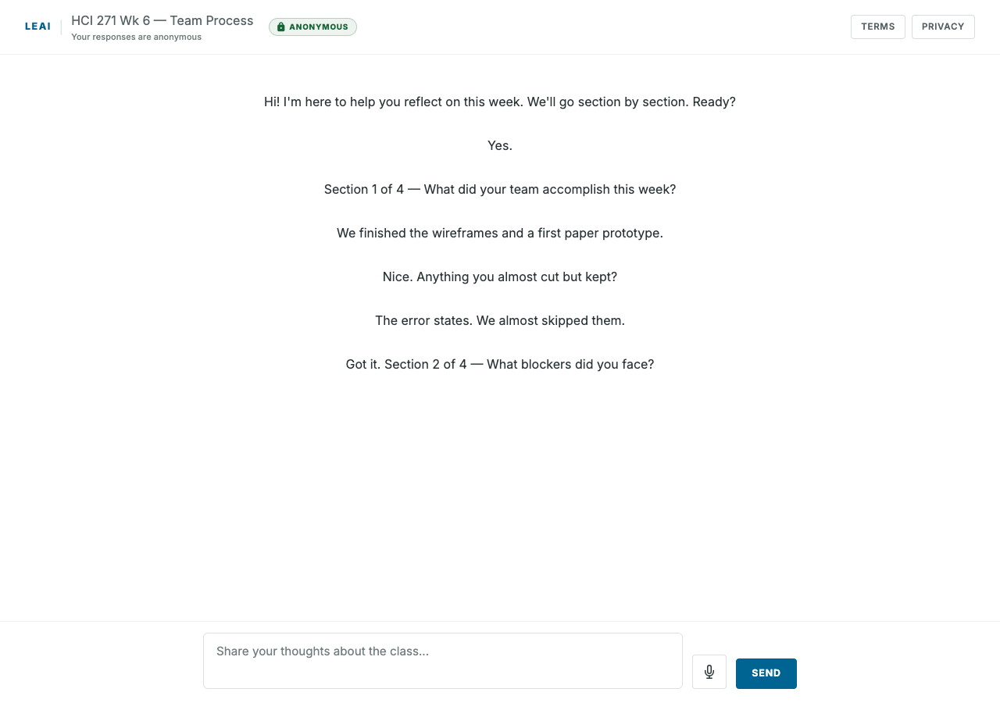 LEAI
HCI 271 Wk 6 — Team Process
Your responses are anonymous
ANONYMOUS
TERMS
PRIVACY
Hi! I'm here to help you reflect on this week. We'll go section by section. Ready?
Yes.
Section 1 of 4 — What did your team accomplish this week?
We finished the wireframes and a first paper prototype.
Nice. Anything you almost cut but kept?
The error states. We almost skipped them.
Got it. Section 2 of 4 — What blockers did you face?
Share your thoughts about the class...
SEND